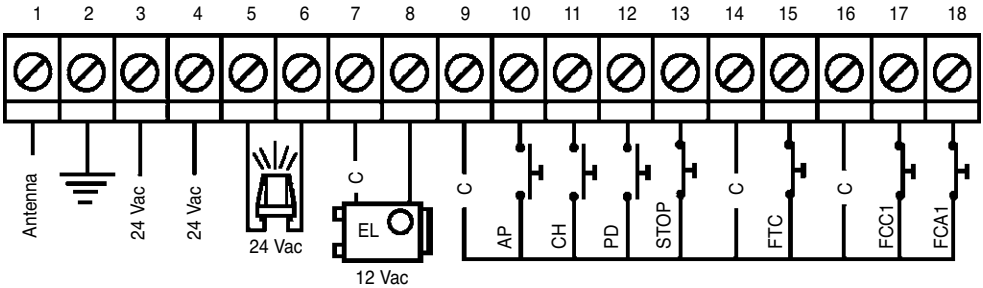 1 2 3 4 5 6 7 8 9 10 11 12 13 14 15 16 17 18
Antenna
24 Vac
24 Vac
24 Vac
C
EL
12 Vac
C
AP
CH
PD
STOP
C
FTC
C
FCC1
FCA1